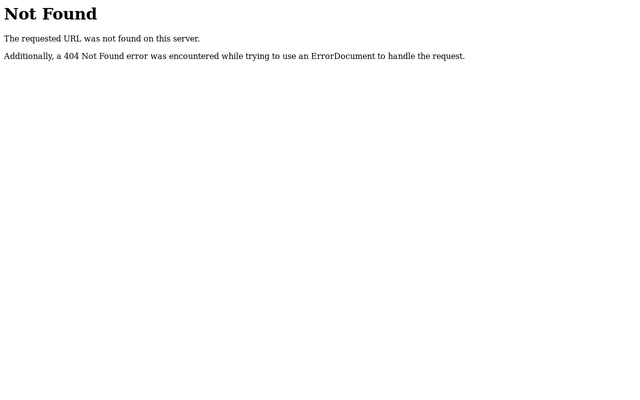 Not Found
The requested URL was not found on this server.
Additionally, a 404 Not Found error was encountered while trying to use an ErrorDocument to handle the request.